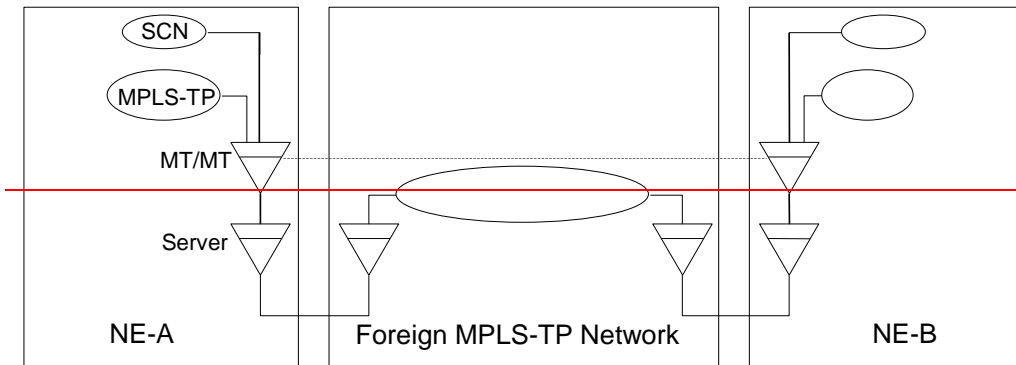 SCN
MPLS-TP
MT/MT
Server
NE-A
Foreign MPLS-TP Network
NE-B